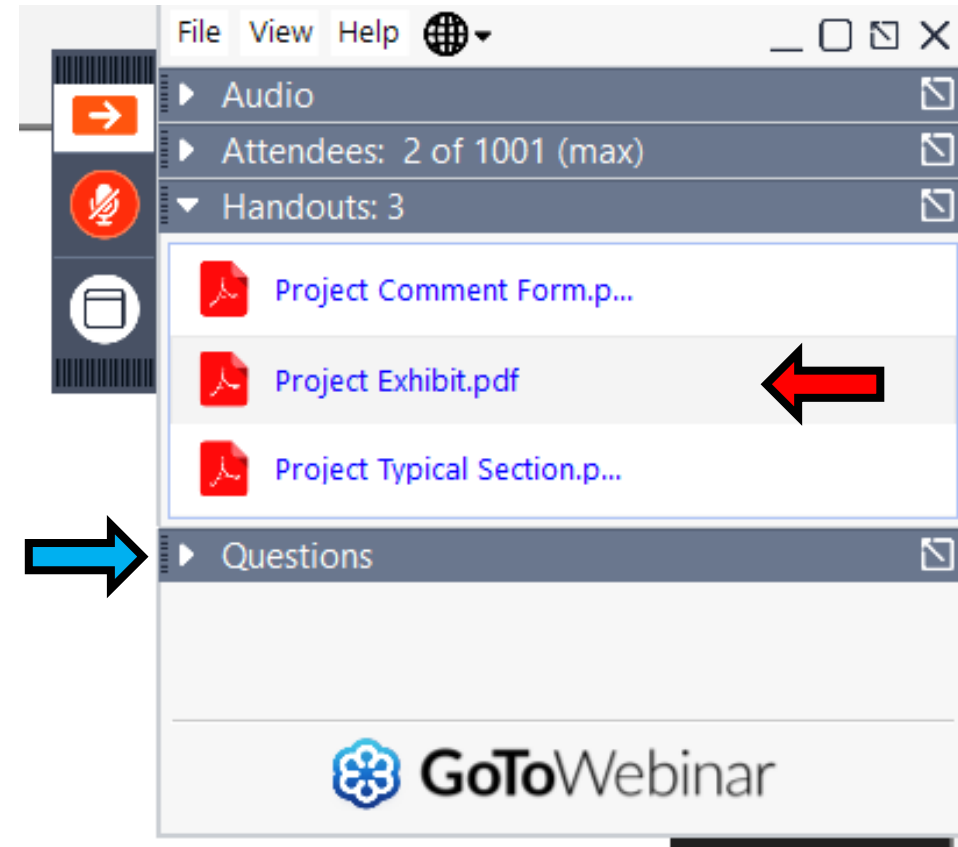 File View Help
Audio
Attendees: 2 of 1001 (max)
Handouts: 3
Project Comment Form.p...
Project Exhibit.pdf
Project Typical Section.p...
Questions
GoToWebinar